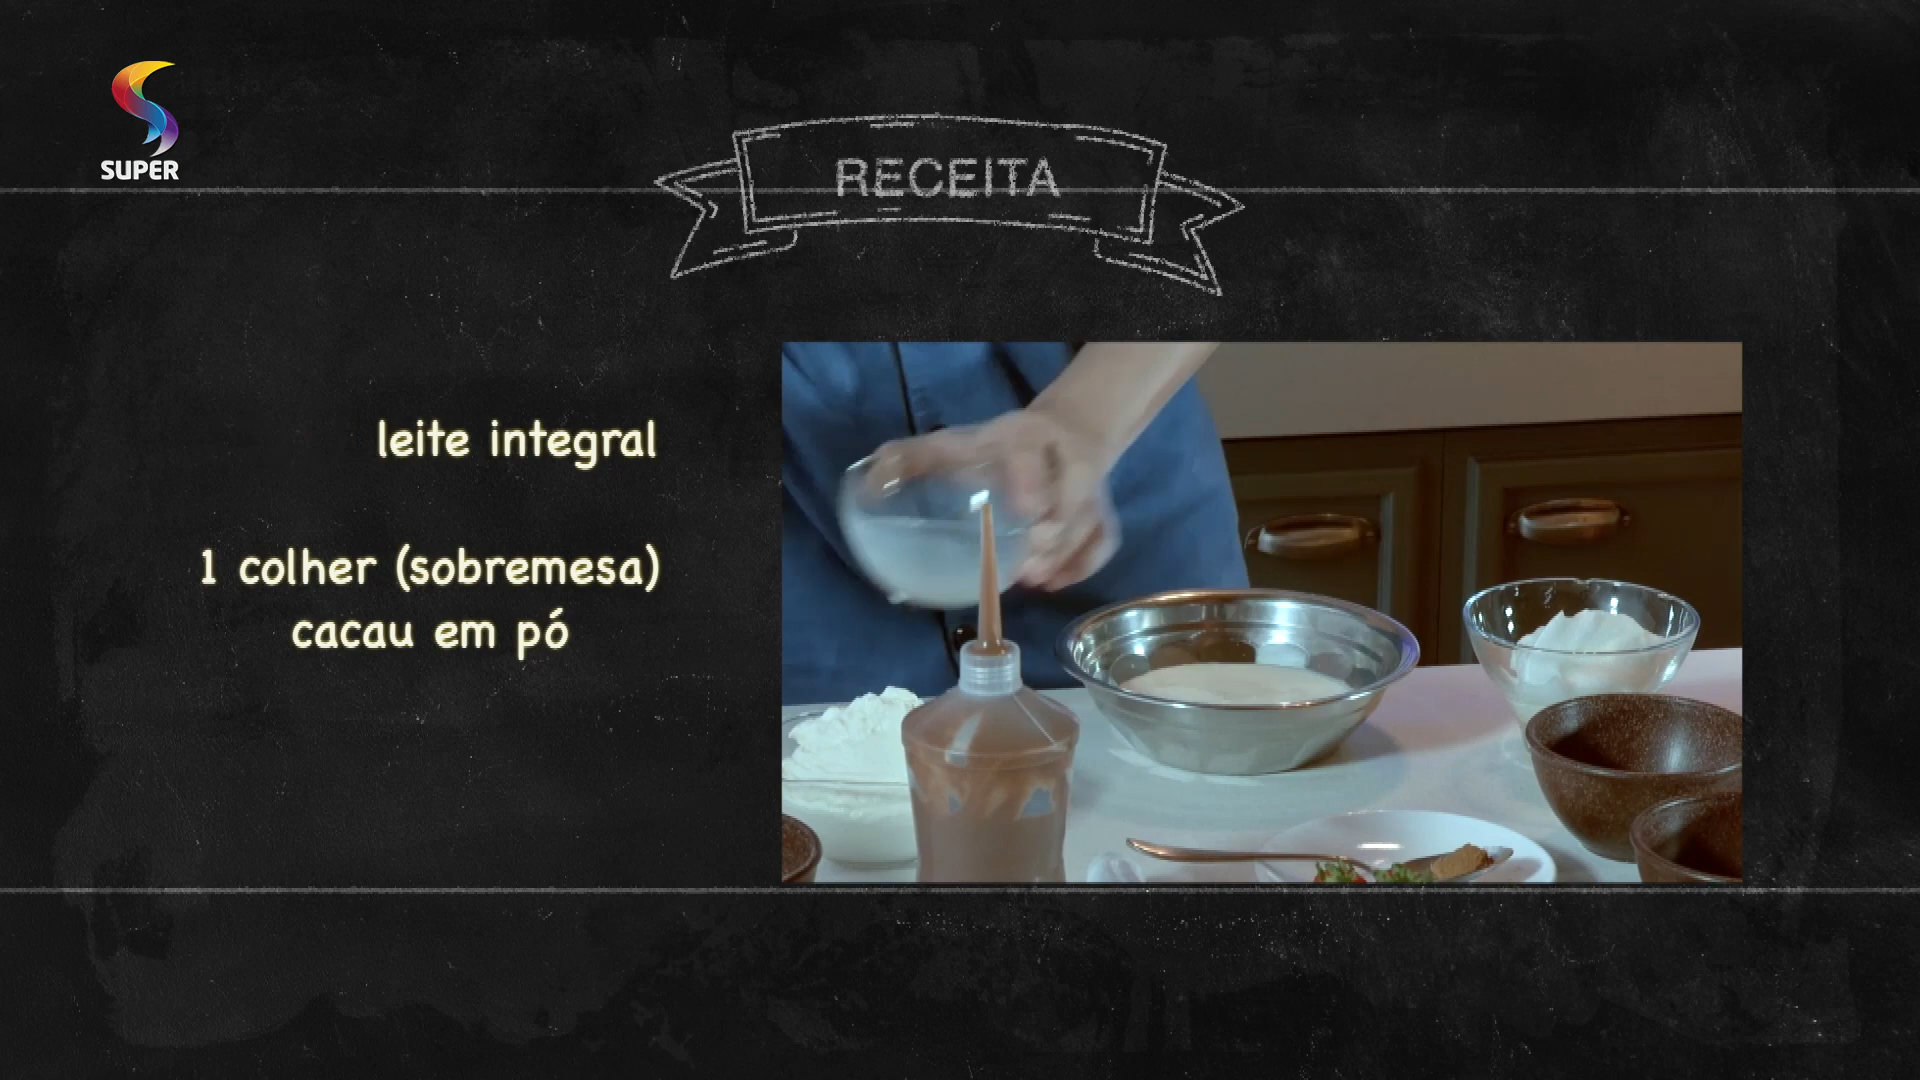 SUPER
RECEITA
leite integral
1 colher (sobremesa)
cacau em pó